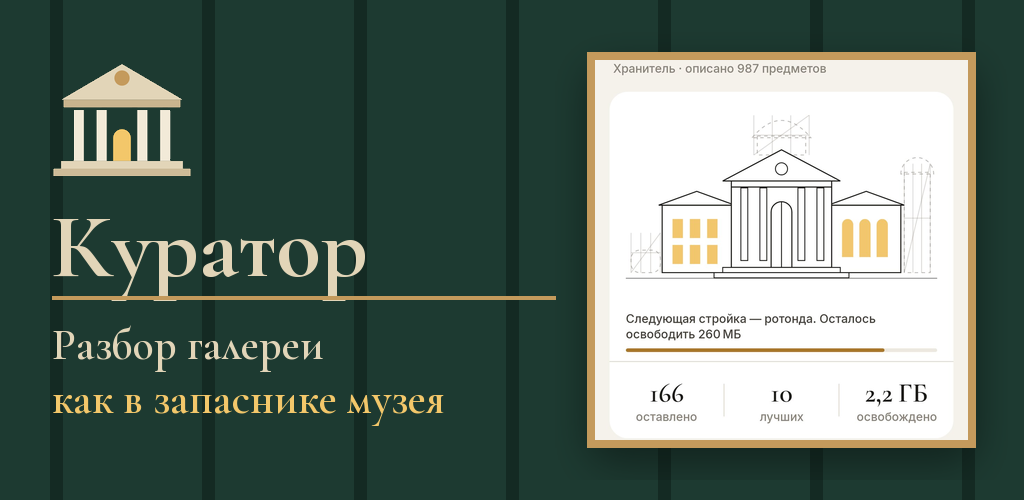 Куратор
Разбор галереи
как в запаснике музея
Хранитель · описано 987 предметов
Следующая стройка — ротонда. Осталось
освободить 260 МБ
166
10
2,2 ГБ
оставлено
лучших
освобождено